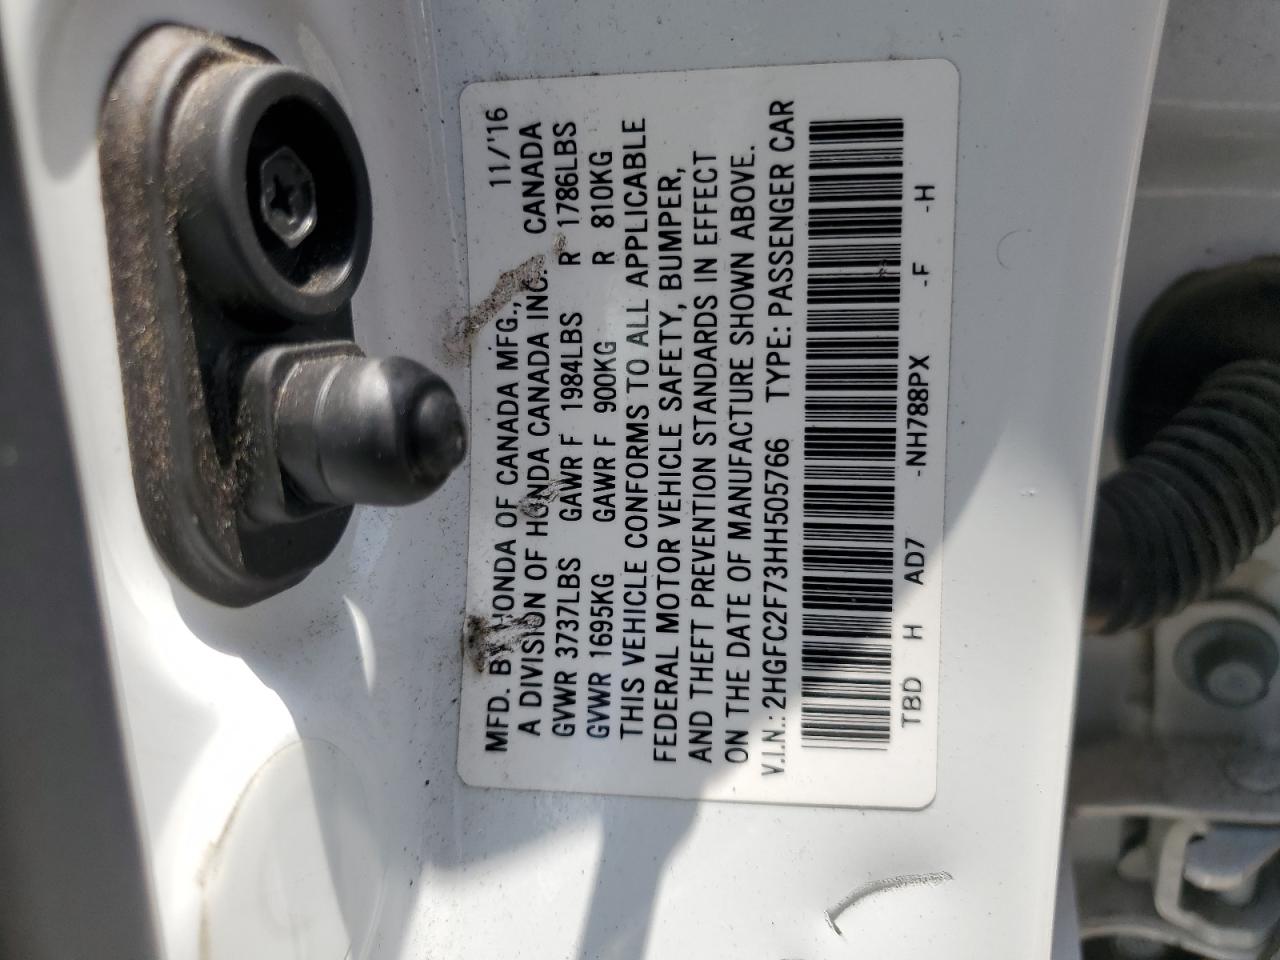 MFD. BY HONDA OF CANADA MFG., 11/'16
A DIVISION OF HONDA CANADA INC. CANADA
GVWR 3737LBS GAWR F 1984LBS R 1786LBS
GVWR 1695KG GAWR F 900KG R 810KG
THIS VEHICLE CONFORMS TO ALL APPLICABLE
FEDERAL MOTOR VEHICLE SAFETY, BUMPER,
AND THEFT PREVENTION STANDARDS IN EFFECT
ON THE DATE OF MANUFACTURE SHOWN ABOVE.
V.I.N.: 2HGFC2F73HH505766 TYPE: PASSENGER CAR
TBD H AD7 -NH788PX -F -H